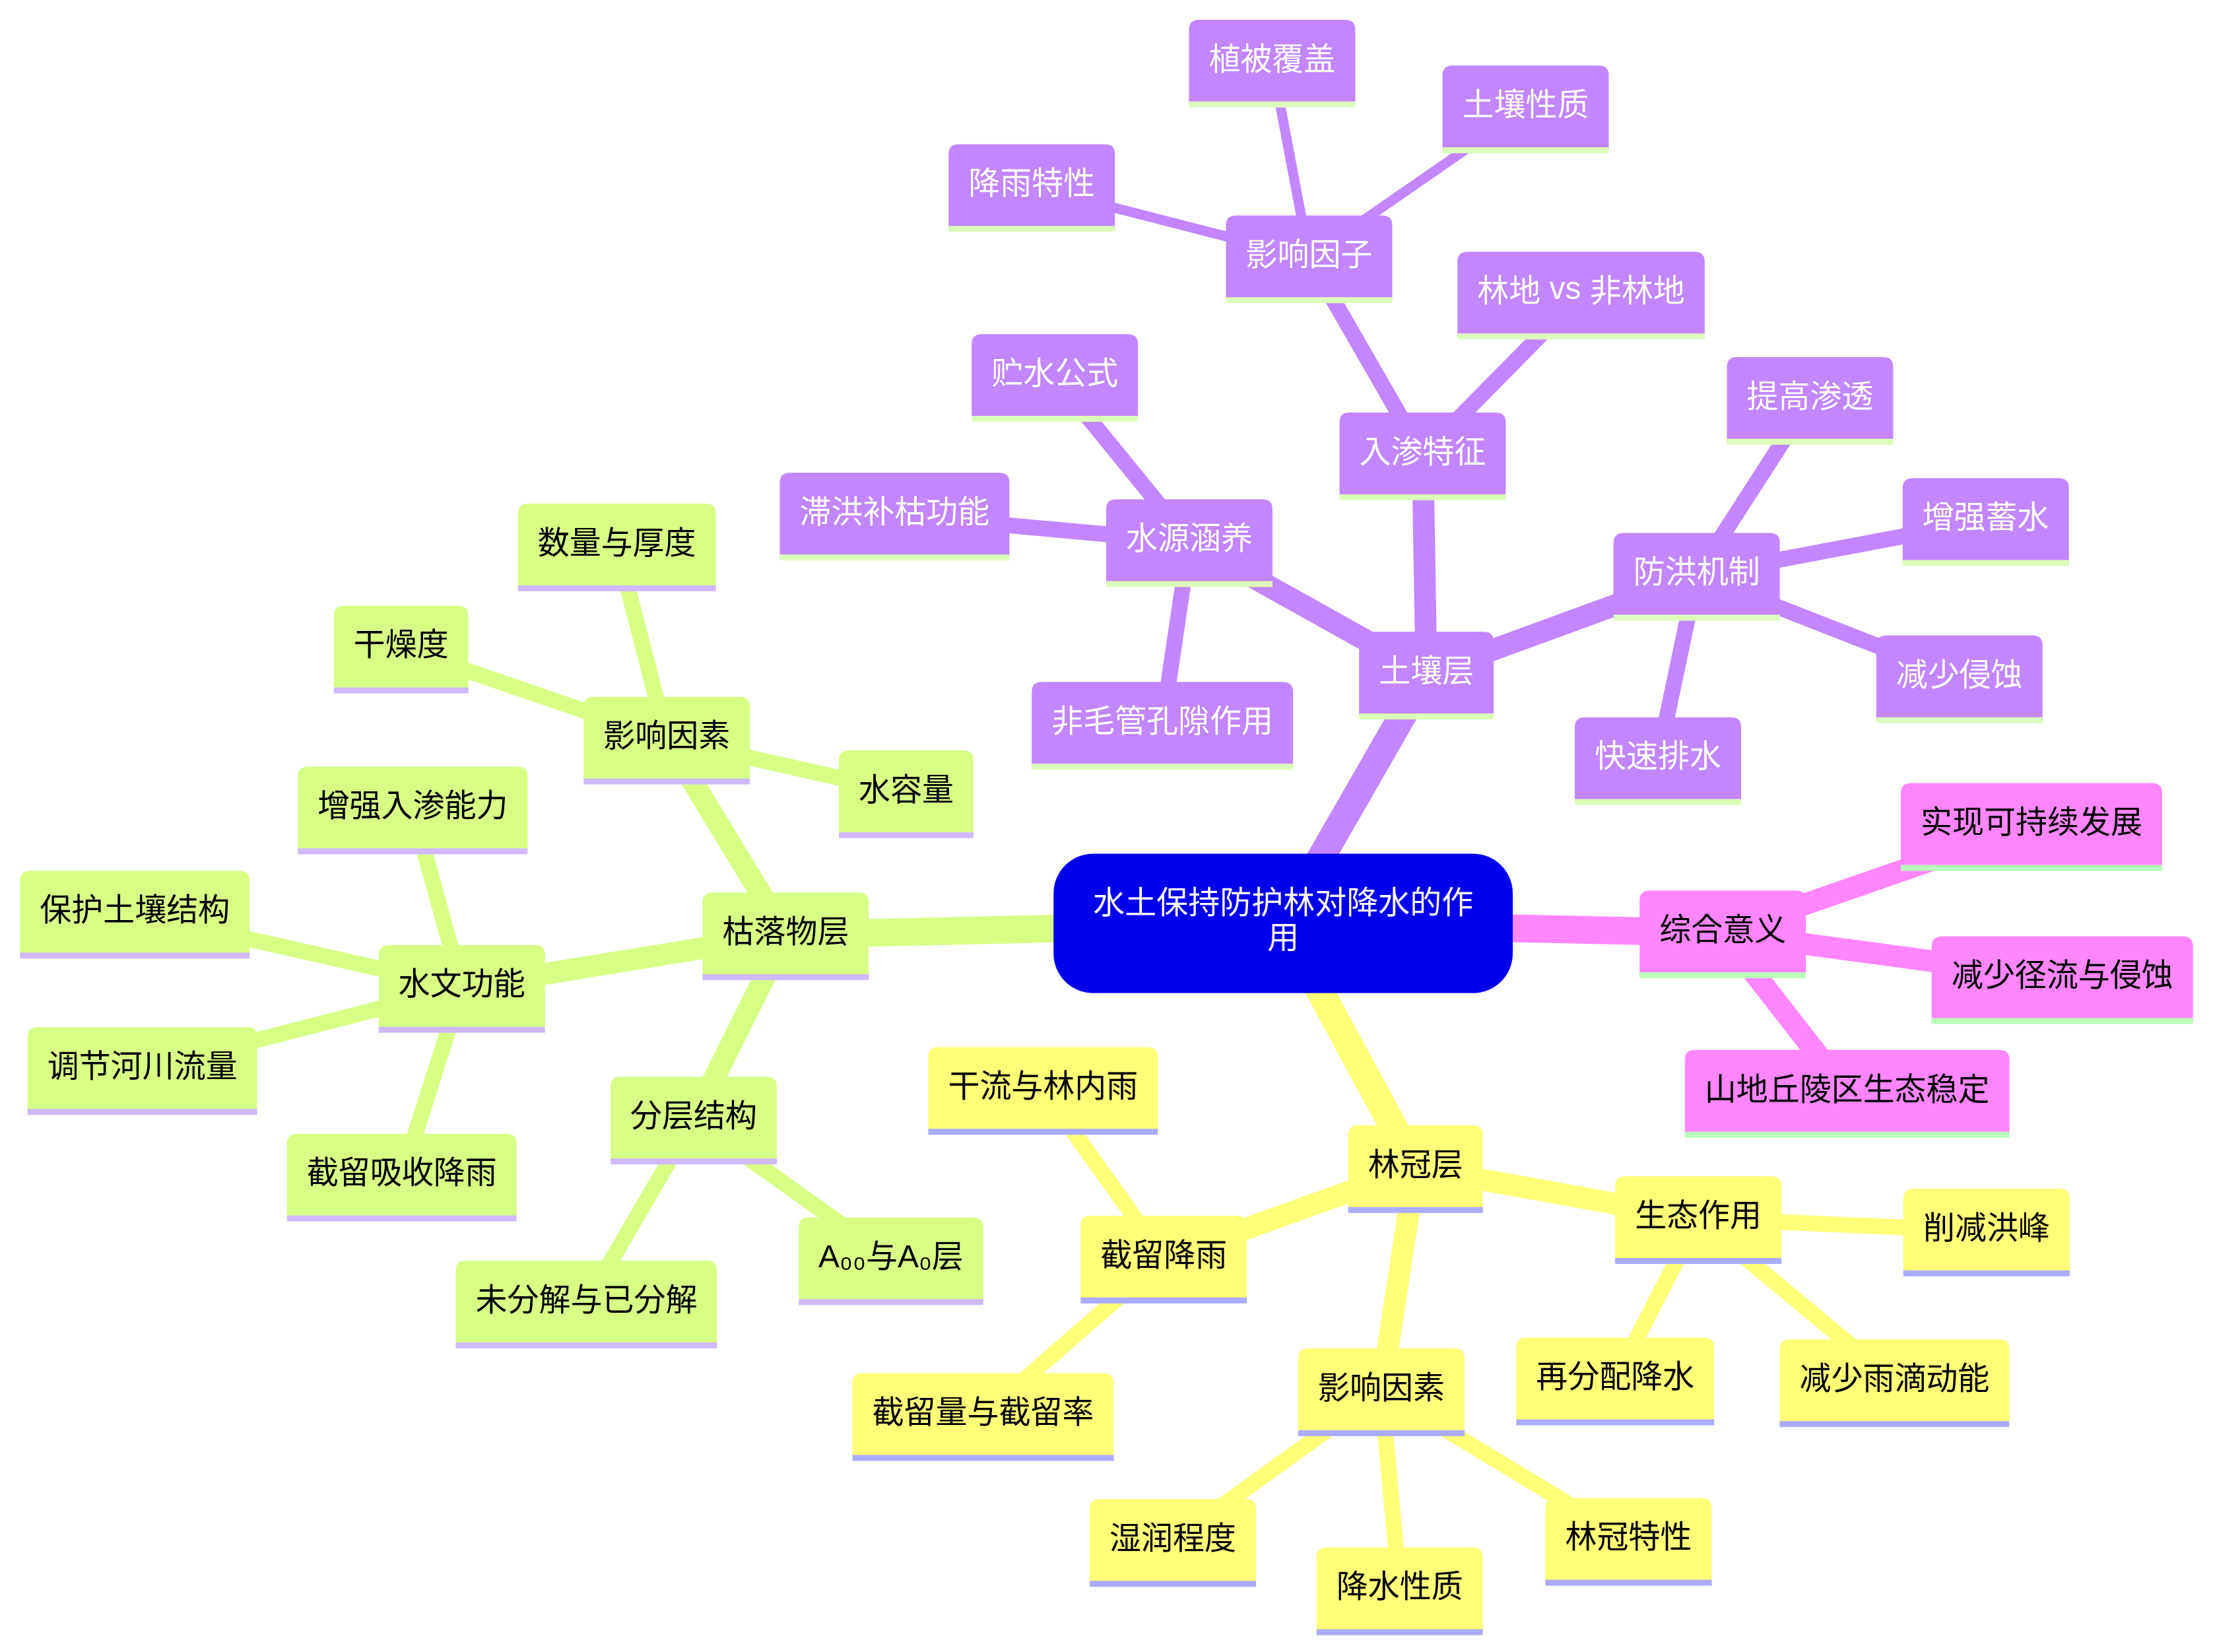 水土保持防护林对降水的作
用
林冠层
截留降雨
干流与林内雨
截留量与截留率
影响因素
湿润程度
降水性质
林冠特性
生态作用
削减洪峰
再分配降水
减少雨滴动能
枯落物层
分层结构
A₀₀与A₀层
未分解与已分解
水文功能
截留吸收降雨
调节河川流量
保护土壤结构
增强入渗能力
影响因素
数量与厚度
干燥度
水容量
土壤层
入渗特征
林地 vs 非林地
影响因子
降雨特性
植被覆盖
土壤性质
水源涵养
贮水公式
滞洪补枯功能
非毛管孔隙作用
防洪机制
提高渗透
增强蓄水
减少侵蚀
快速排水
综合意义
实现可持续发展
减少径流与侵蚀
山地丘陵区生态稳定